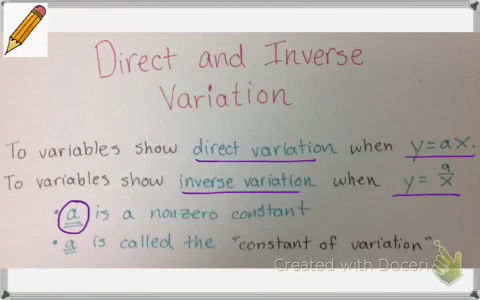 Direct and Inverse
Variation
To variables show direct variation when y=ax.
To variables show inverse variation when y= a/x
• a is a nonzero constant
• a is called the "constant of variation"
Created with Doceri